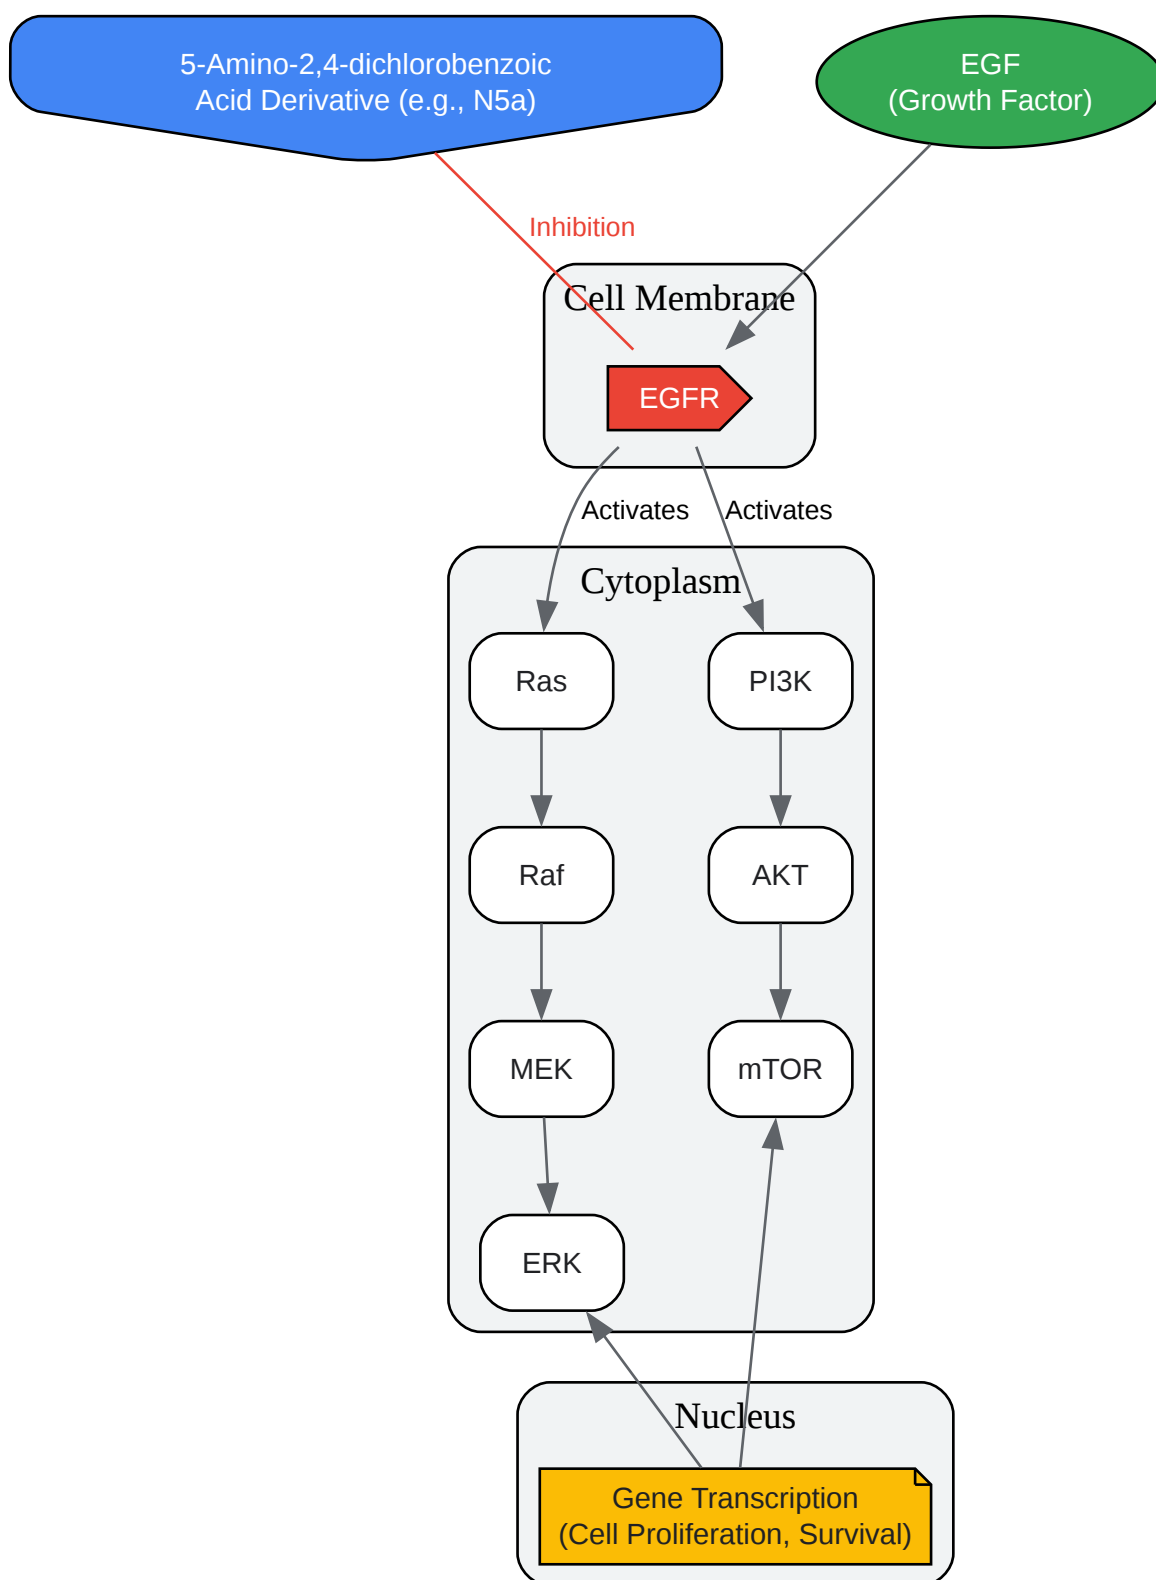 5-Amino-2,4-dichlorobenzoic
Acid Derivative (e.g., N5a)
EGF
(Growth Factor)
Inhibition
Cell Membrane
EGFR
Activates
Activates
Cytoplasm
Ras
PI3K
Raf
AKT
MEK
mTOR
ERK
Nucleus
Gene Transcription
(Cell Proliferation, Survival)